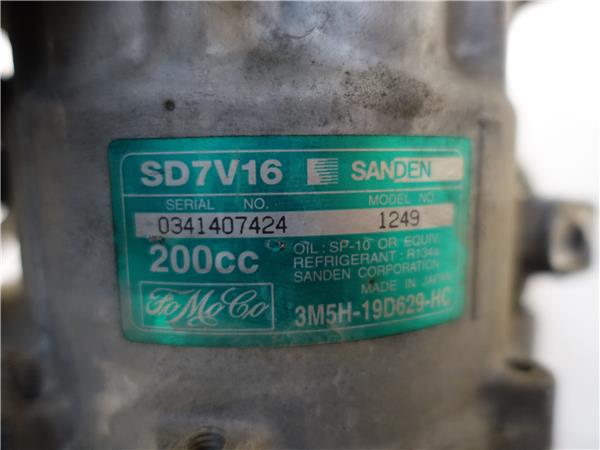 SD7V16 SANDEN
SERIAL NO. MODEL NO
0341407424 1249
200cc OIL : SP-10 OR EQUIV.
REFRIGERANT : R134a
SANDEN CORPORATION
MADE IN JAPAN
FoMoCo 3M5H-19D629-HC